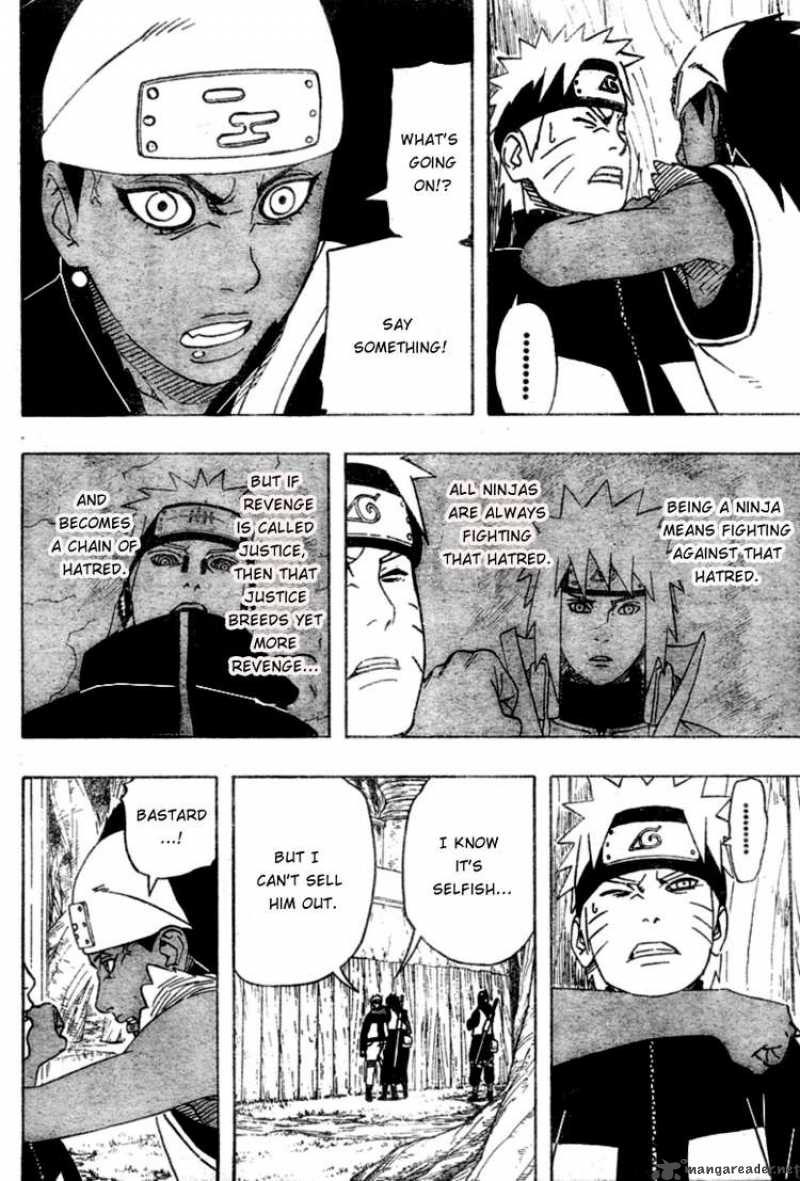 ..........
WHAT'S
GOING
ON!?
SAY
SOMETHING!
BEING A NINJA
MEANS FIGHTING
AGAINST THAT
HATRED.
ALL NINJAS
ARE ALWAYS
FIGHTING
THAT HATRED.
BUT IF
REVENGE
IS CALLED
JUSTICE,
THEN THAT
JUSTICE
BREEDS YET
MORE
REVENGE...
AND
BECOMES
A CHAIN OF
HATRED.
..........
I KNOW
IT'S
SELFISH...
BUT I
CAN'T SELL
HIM OUT.
BASTARD
...!
mangareader.net